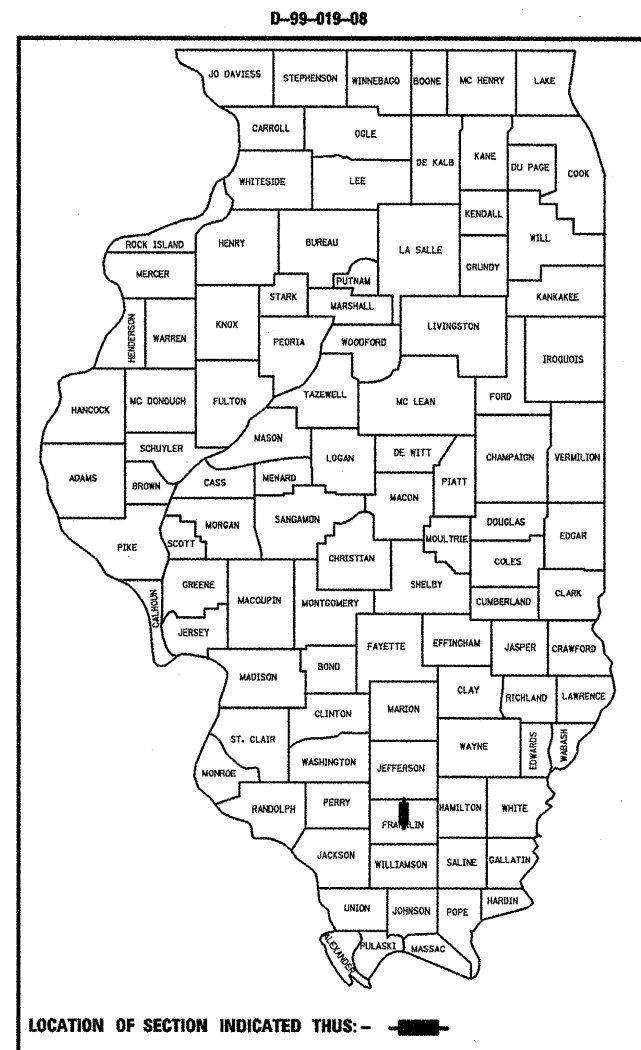 D-99-019-08
JO DAVIESS STEPHENSON WINNEBAGO BOONE MC HENRY LAKE
CARROLL OGLE DE KALB KANE DU PAGE COOK
WHITESIDE LEE
KENDALL WILL
ROCK ISLAND HENRY BUREAU LA SALLE GRUNDY
MERCER PUTNAM
STARK MARSHALL KANKAKEE
HENDERSON WARREN KNOX PEORIA WOODFORD LIVINGSTON IROQUOIS
HANCOCK MC DONOUGH FULTON TAZEWELL MC LEAN FORD
MASON
SCHUYLER LOGAN DE WITT CHAMPAIGN VERMILION
ADAMS BROWN CASS MENARD MACON PIATT
MORGAN SANGAMON DOUGLAS
PIKE SCOTT CHRISTIAN MOULTRIE COLES EDGAR
GREENE MACOUPIN MONTGOMERY SHELBY CUMBERLAND CLARK
CALHOUN JERSEY FAYETTE EFFINGHAM JASPER CRAWFORD
MADISON BOND CLAY RICHLAND LAWRENCE
CLINTON MARION
ST. CLAIR WASHINGTON JEFFERSON WAYNE EDWARDS WABASH
MONROE
RANDOLPH PERRY FRANKLIN HAMILTON WHITE
JACKSON WILLIAMSON SALINE GALLATIN
UNION JOHNSON POPE HARDIN
ALEXANDER PULASKI MASSAC
LOCATION OF SECTION INDICATED THUS: -